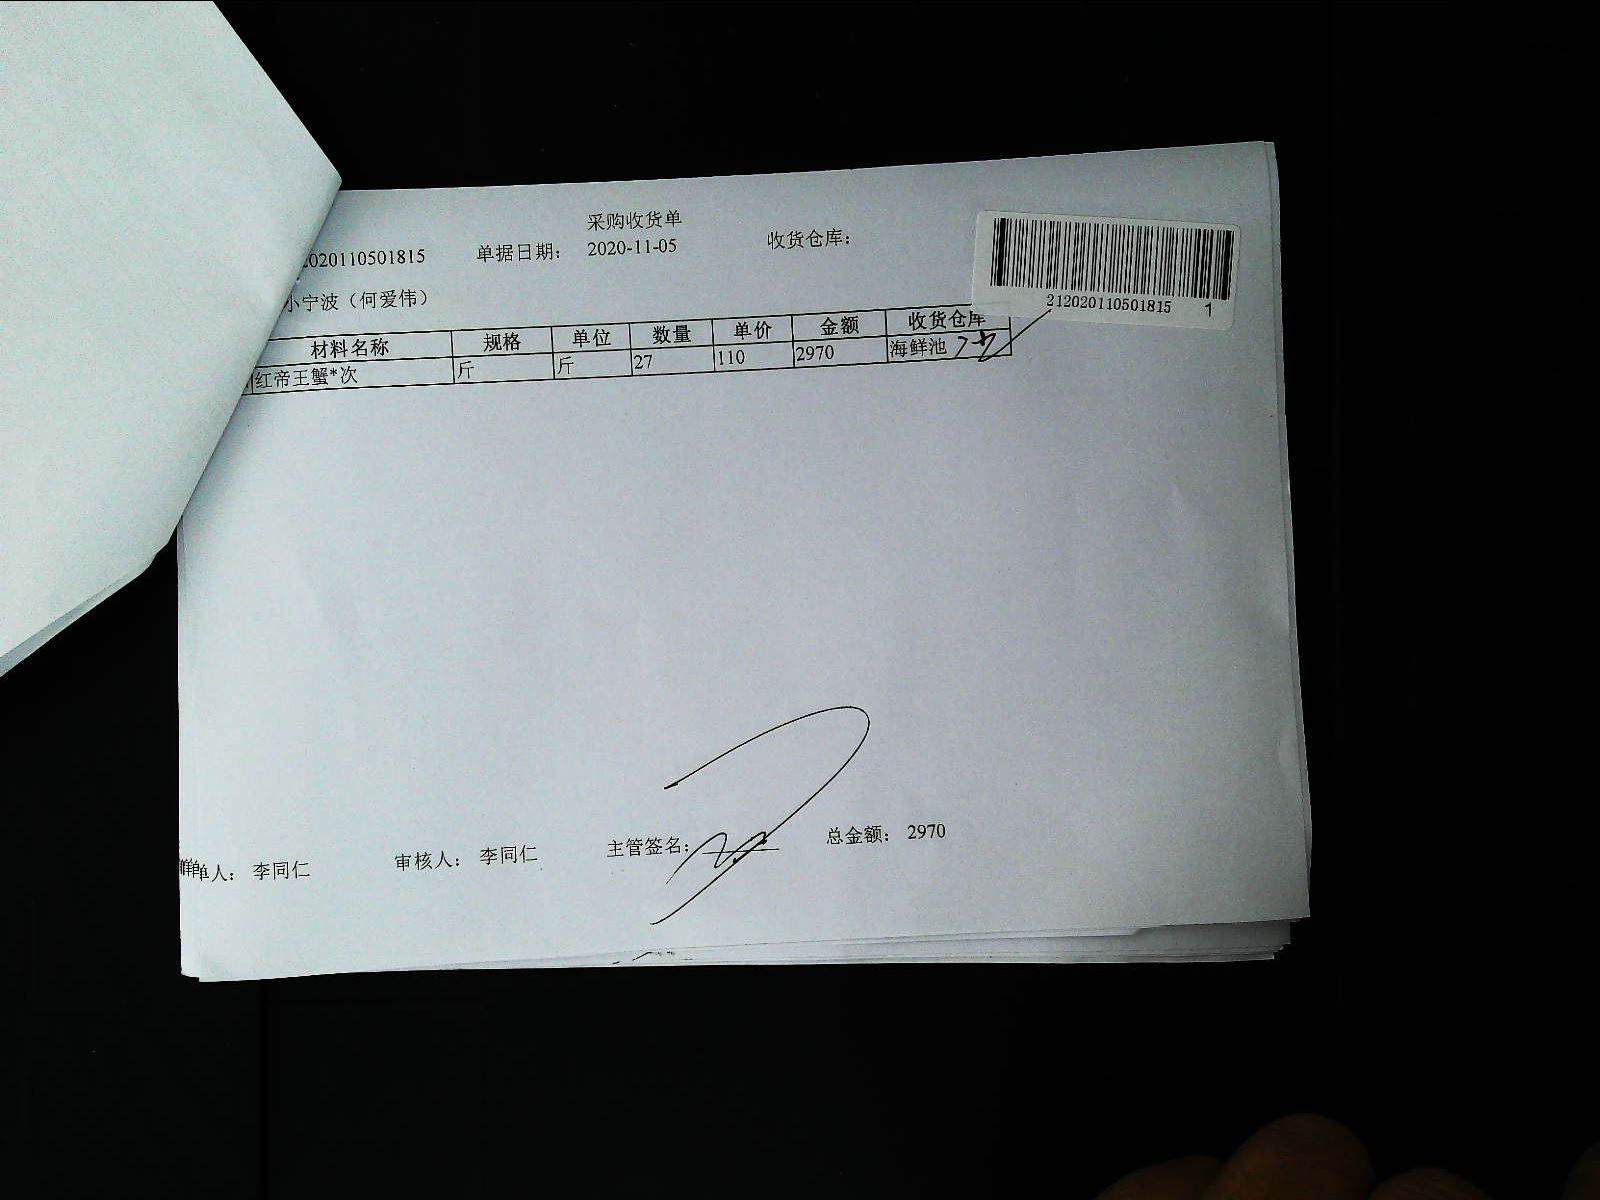 采购收货单
2020110501815 单据日期： 2020-11-05 收货仓库：
212020110501815 1
小宁波（何爱伟）
材料名称 规格 单位 数量 单价 金额 收货仓库
红帝王蟹*次 斤 斤 27 110 2970 海鲜池
单人： 李同仁 审核人： 李同仁 主管签名： 总金额： 2970